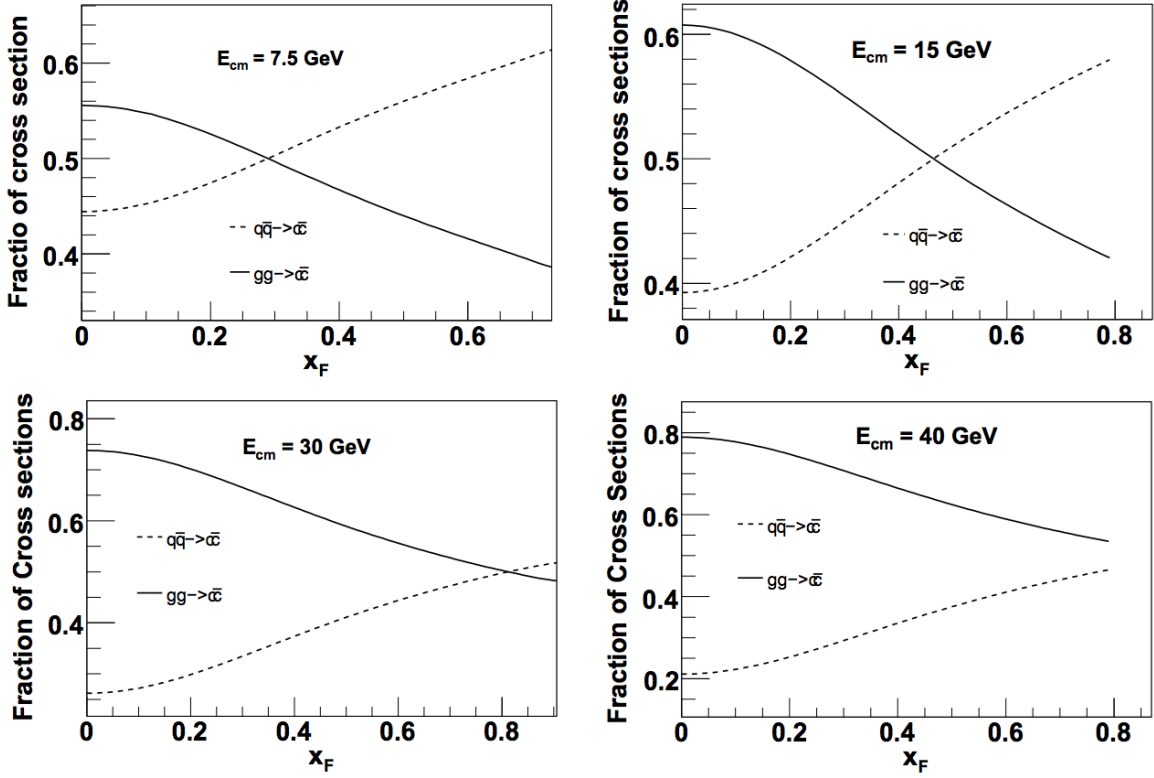 Fractio of cross section
0.6
0.5
0.4
E_cm = 7.5 GeV
qq̅->cc̅
gg->cc̅
0 0.2 0.4 0.6
x_F
Fraction of cross sections
0.6
0.5
0.4
E_cm = 15 GeV
qq̅->cc̅
gg->cc̅
0 0.2 0.4 0.6 0.8
x_F
Fraction of Cross sections
0.8
0.6
0.4
E_cm = 30 GeV
qq̅->cc̅
gg->cc̅
0 0.2 0.4 0.6 0.8
x_F
Fraction of Cross Sections
0.8
0.6
0.4
0.2
E_cm = 40 GeV
qq̅->cc̅
gg->cc̅
0 0.2 0.4 0.6 0.8
x_F